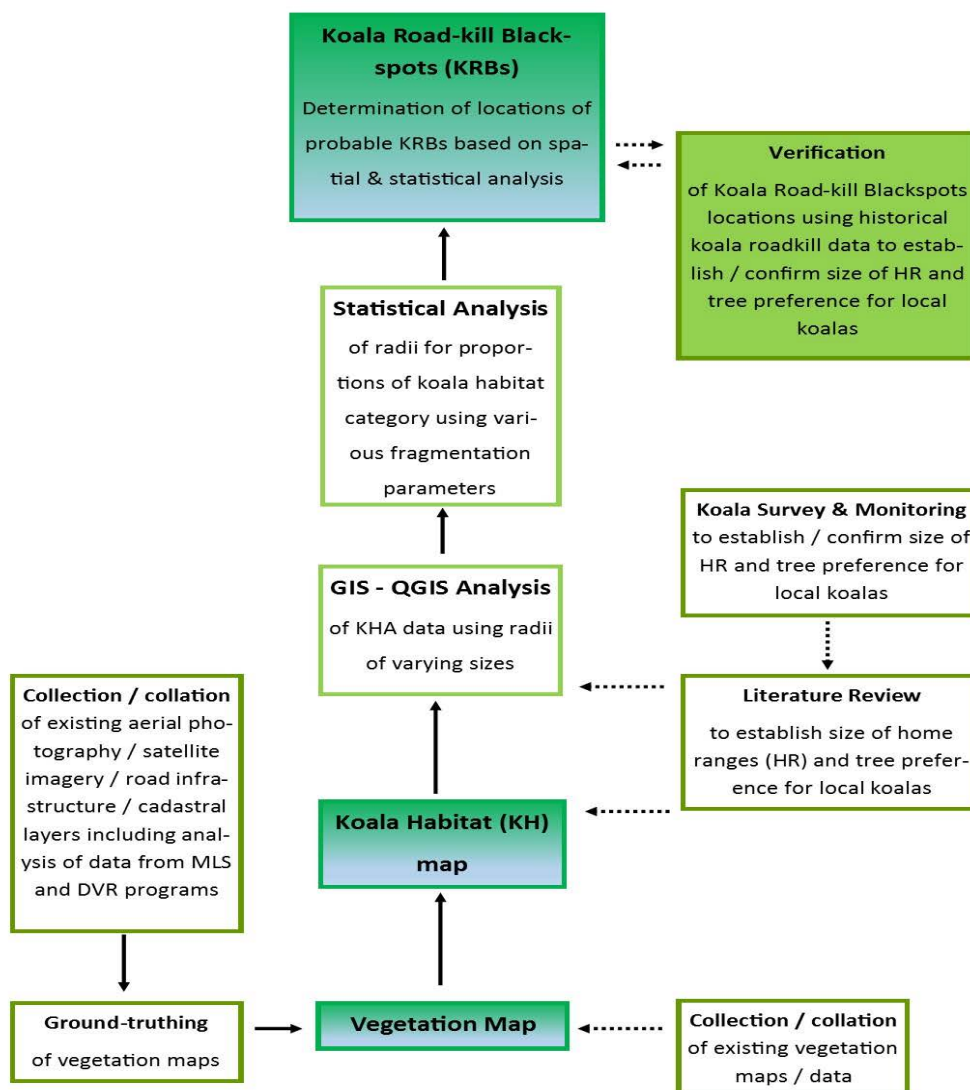 Koala Road-kill Black-
spots (KRBs)
Determination of locations of
probable KRBs based on spa-
tial & statistical analysis
Verification
of Koala Road-kill Blackspots
locations using historical
koala roadkill data to estab-
lish / confirm size of HR and
tree preference for local
koalas
Statistical Analysis
of radii for propor-
tions of koala habitat
category using vari-
ous fragmentation
parameters
Koala Survey & Monitoring
to establish / confirm size of
HR and tree preference for
local koalas
GIS - QGIS Analysis
of KHA data using radii
of varying sizes
Collection / collation
of existing aerial pho-
tography / satellite
imagery / road infra-
structure / cadastral
layers including anal-
ysis of data from MLS
and DVR programs
Literature Review
to establish size of home
ranges (HR) and tree prefer-
ence for local koalas
Koala Habitat (KH)
map
Ground-truthing
of vegetation maps
Vegetation Map
Collection / collation
of existing vegetation
maps / data